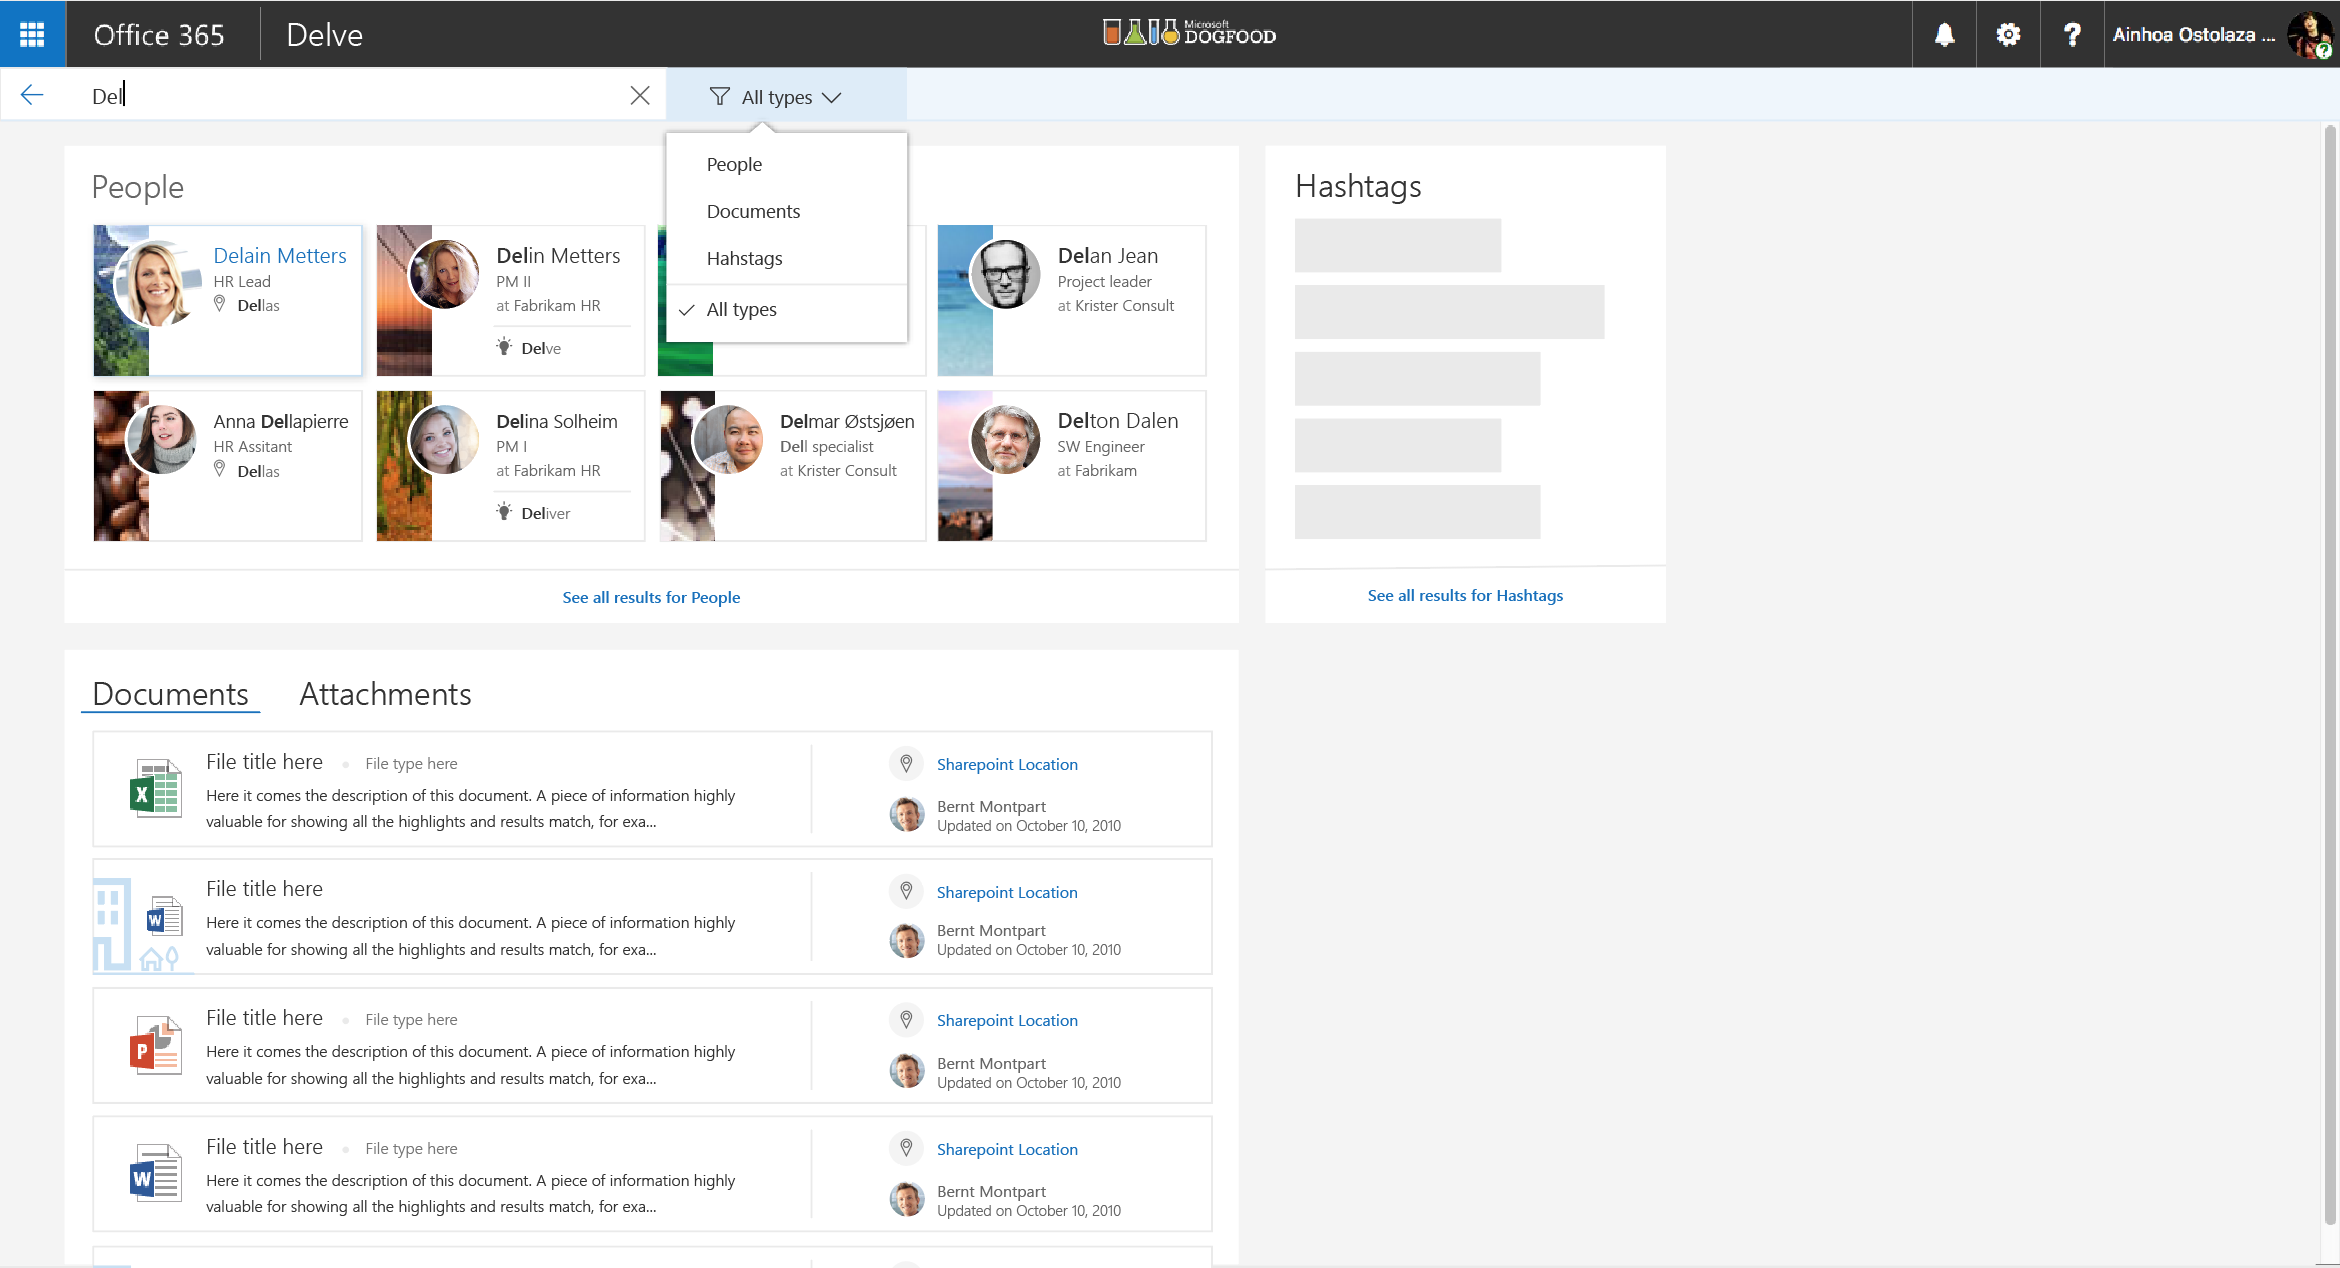 Office 365
Delve
Microsoft
DOGFOOD
?
Ainhoa Ostolaza ...
?
Del
All types
People
Documents
Hahstags
All types
People
Delain Metters
HR Lead
Dellas
Delin Metters
PM II
at Fabrikam HR
Delve
Delan Jean
Project leader
at Krister Consult
Anna Dellapierre
HR Assitant
Dellas
Delina Solheim
PM I
at Fabrikam HR
Deliver
Delmar Østsjøen
Dell specialist
at Krister Consult
Delton Dalen
SW Engineer
at Fabrikam
See all results for People
Hashtags
See all results for Hashtags
Documents
Attachments
X
File title here
File type here
Here it comes the description of this document. A piece of information highly
valuable for showing all the highlights and results match, for exa...
Sharepoint Location
Bernt Montpart
Updated on October 10, 2010
W
File title here
Here it comes the description of this document. A piece of information highly
valuable for showing all the highlights and results match, for exa...
Sharepoint Location
Bernt Montpart
Updated on October 10, 2010
P
File title here
File type here
Here it comes the description of this document. A piece of information highly
valuable for showing all the highlights and results match, for exa...
Sharepoint Location
Bernt Montpart
Updated on October 10, 2010
W
File title here
File type here
Here it comes the description of this document. A piece of information highly
valuable for showing all the highlights and results match, for exa...
Sharepoint Location
Bernt Montpart
Updated on October 10, 2010